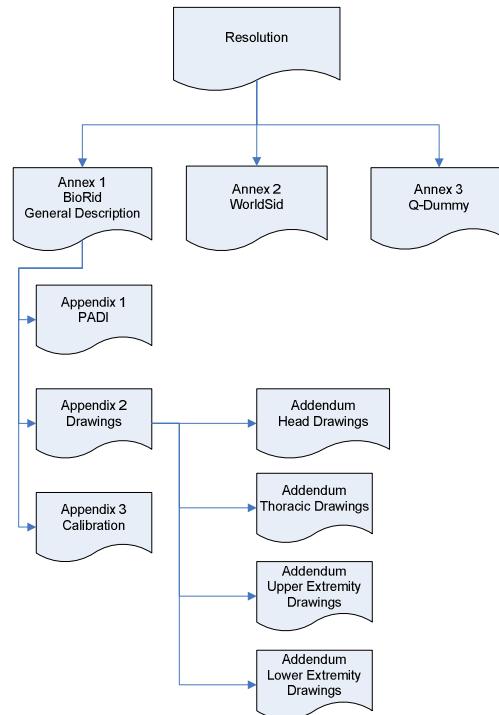 Resolution
Annex 1
BioRid
General Description
Annex 2
WorldSid
Annex 3
Q-Dummy
Appendix 1
PADI
Appendix 2
Drawings
Addendum
Head Drawings
Addendum
Thoracic Drawings
Appendix 3
Calibration
Addendum
Upper Extremity
Drawings
Addendum
Lower Extremity
Drawings